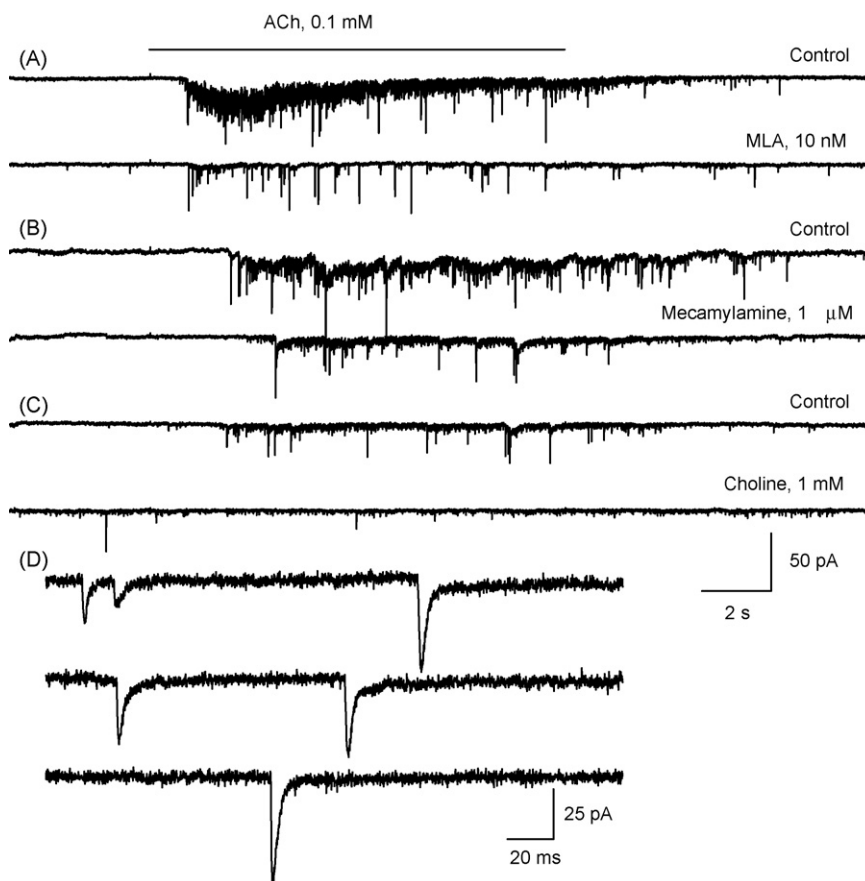 ACh, 0.1 mM
(A)
Control
MLA, 10 nM
(B)
Control
Mecamylamine, 1 μM
(C)
Control
Choline, 1 mM
(D)
50 pA
2 s
25 pA
20 ms